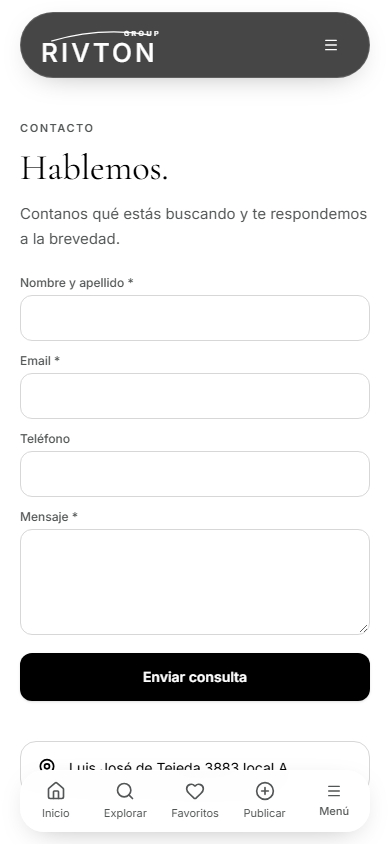 GROUP
RIVTON
CONTACTO
Hablemos.
Contanos qué estás buscando y te respondemos
a la brevedad.
Nombre y apellido *
Email *
Teléfono
Mensaje *
Enviar consulta
Luis José de Tejeda 3883 local A
Inicio
Explorar
Favoritos
Publicar
Menú